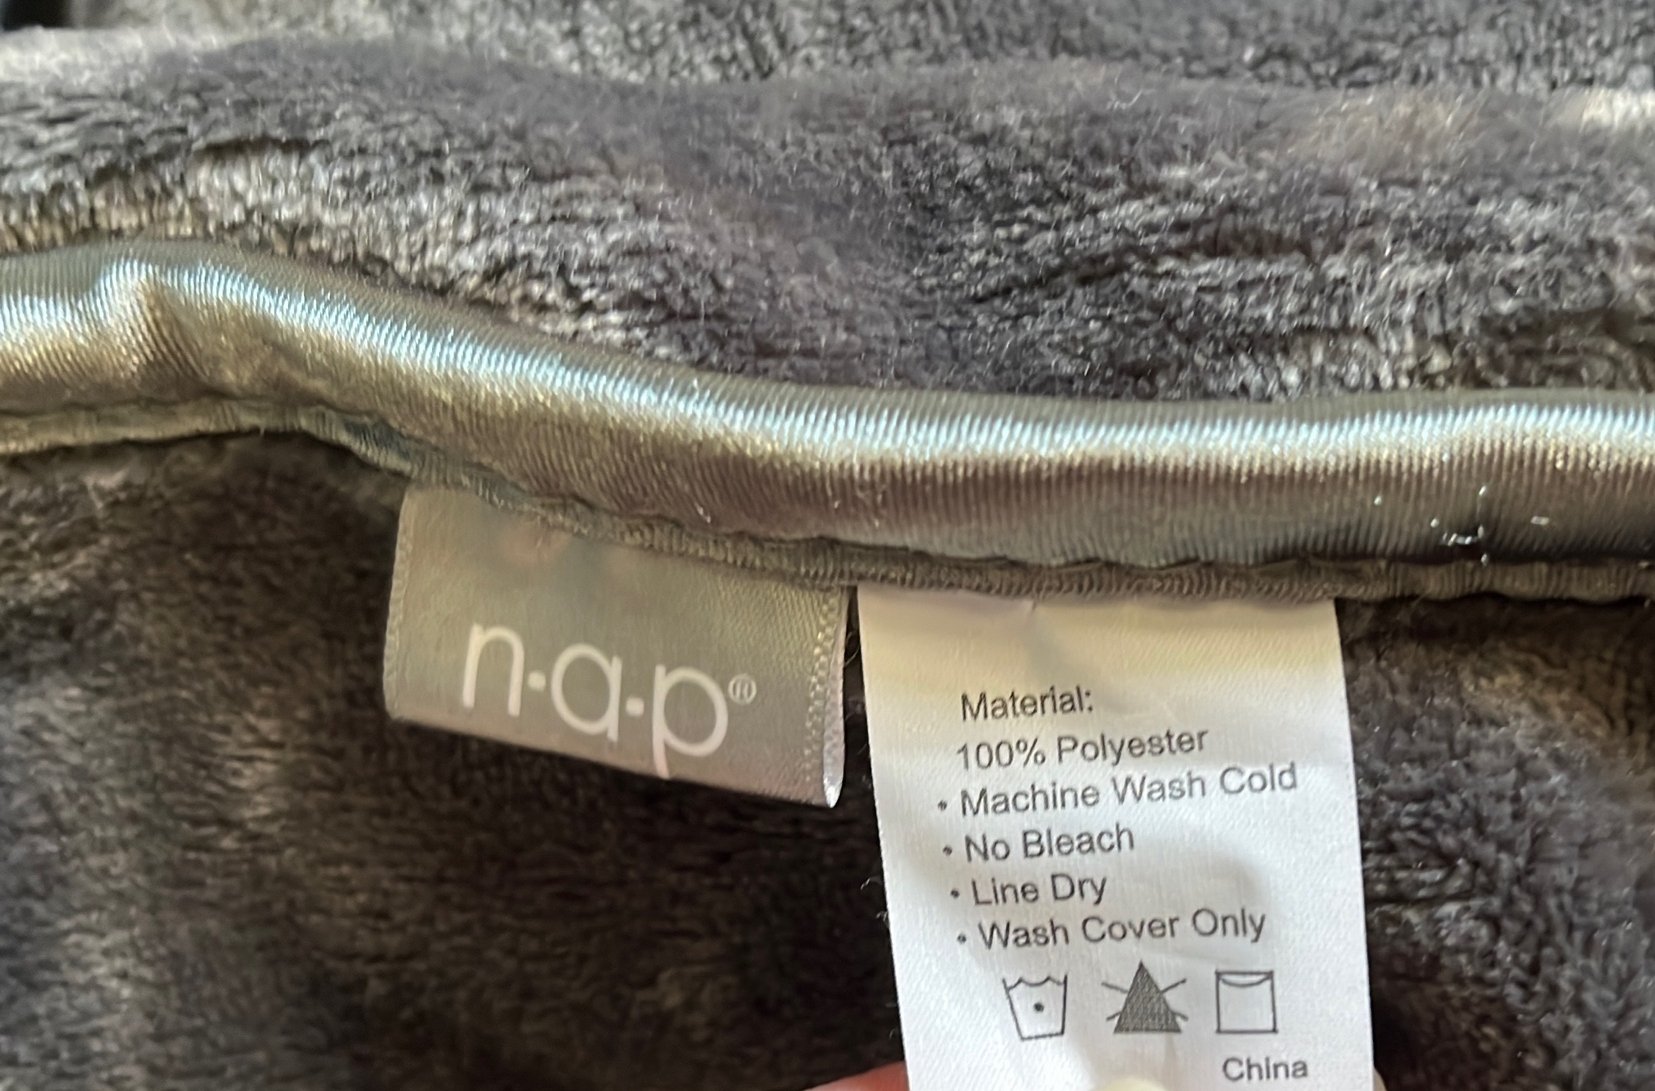 n·a·p®
Material:
100% Polyester
• Machine Wash Cold
• No Bleach
• Line Dry
• Wash Cover Only
China